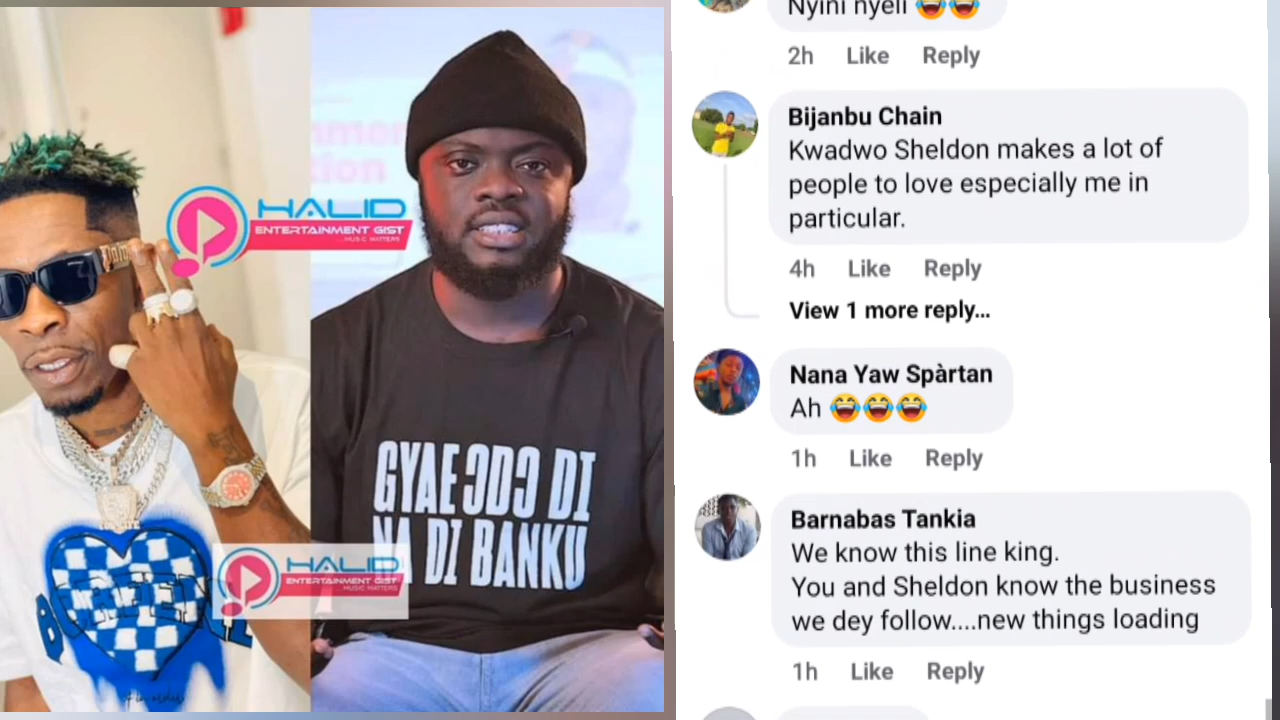 HALID
ENTERTAINMENT GIST
...MUSIC MATTERS
GYAE ƆDƆ DI
NA DI BANKU
HALID
ENTERTAINMENT GIST
...MUSIC MATTERS
Nyini nyeli 😂😂
2h Like Reply
Bijanbu Chain
Kwadwo Sheldon makes a lot of
people to love especially me in
particular.
4h Like Reply
View 1 more reply...
Nana Yaw Spàrtan
Ah 😂😂😂
1h Like Reply
Barnabas Tankia
We know this line king.
You and Sheldon know the business
we dey follow....new things loading
1h Like Reply